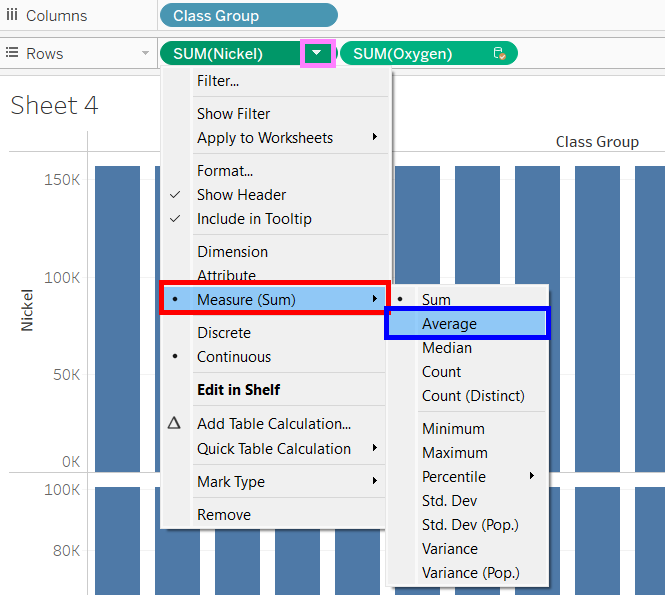 Columns
Class Group
Rows
SUM(Nickel)
SUM(Oxygen)
Sheet 4
Class Group
Nickel
150K
100K
50K
0K
100K
80K
Filter...
Show Filter
Apply to Worksheets
Format...
Show Header
Include in Tooltip
Dimension
Attribute
Measure (Sum)
Discrete
Continuous
Edit in Shelf
Add Table Calculation...
Quick Table Calculation
Mark Type
Remove
Sum
Average
Median
Count
Count (Distinct)
Minimum
Maximum
Percentile
Std. Dev
Std. Dev (Pop.)
Variance
Variance (Pop.)